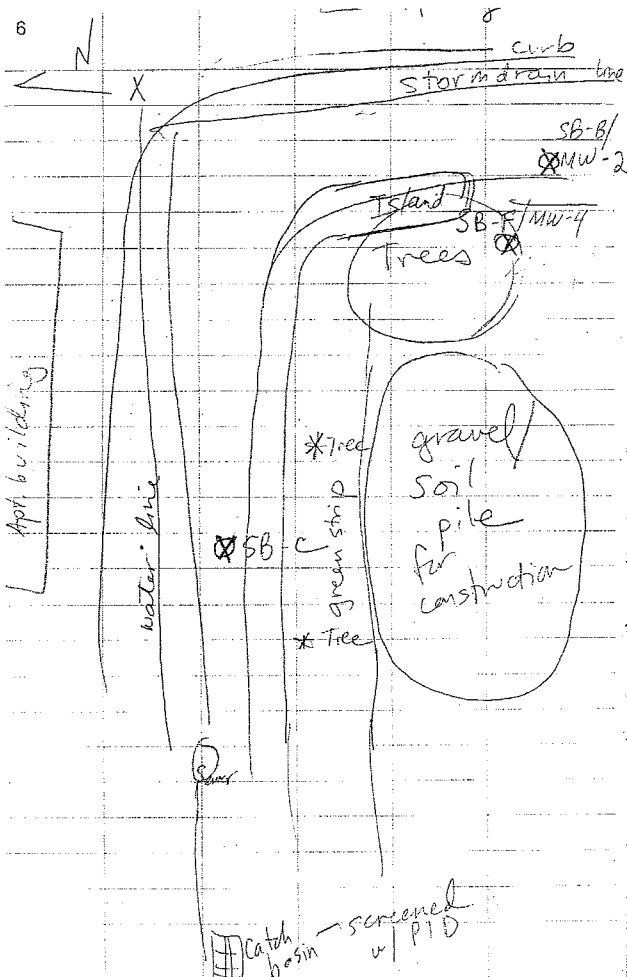 6
N
X
curb
stormdrain line
SB-B/
MW-2
Island
SB-F/MW-4
Trees
Apt. building
*Tree
gravel/
soil
pile
for
construction
SB-C
green strip
water line
*Tree
Sewer
Catch
basin - screened
w/ PID